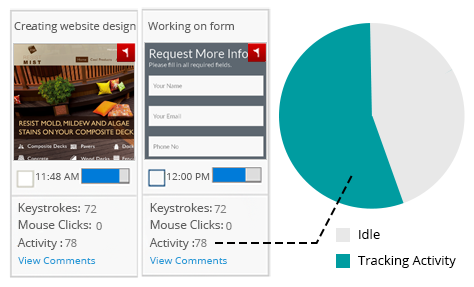 Creating website design
MIST
RESIST MOLD, MILDEW AND ALGAE
STAINS ON YOUR COMPOSITE DECK
Composite Decks
Pavers
Concrete
Wood Decks
11:48 AM
Keystrokes: 72
Mouse Clicks: 0
Activity :78
View Comments
Working on form
Request More Info
Please fill in all required fields.
Your Name
Your Email
Phone No
12:00 PM
Keystrokes: 72
Mouse Clicks: 0
Activity :78
View Comments
Idle
Tracking Activity